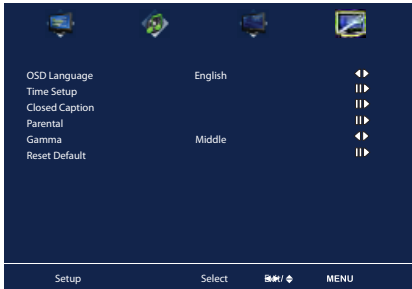 OSD Language English
Time Setup
Closed Caption
Parental
Gamma Middle
Reset Default
Setup Select / MENU